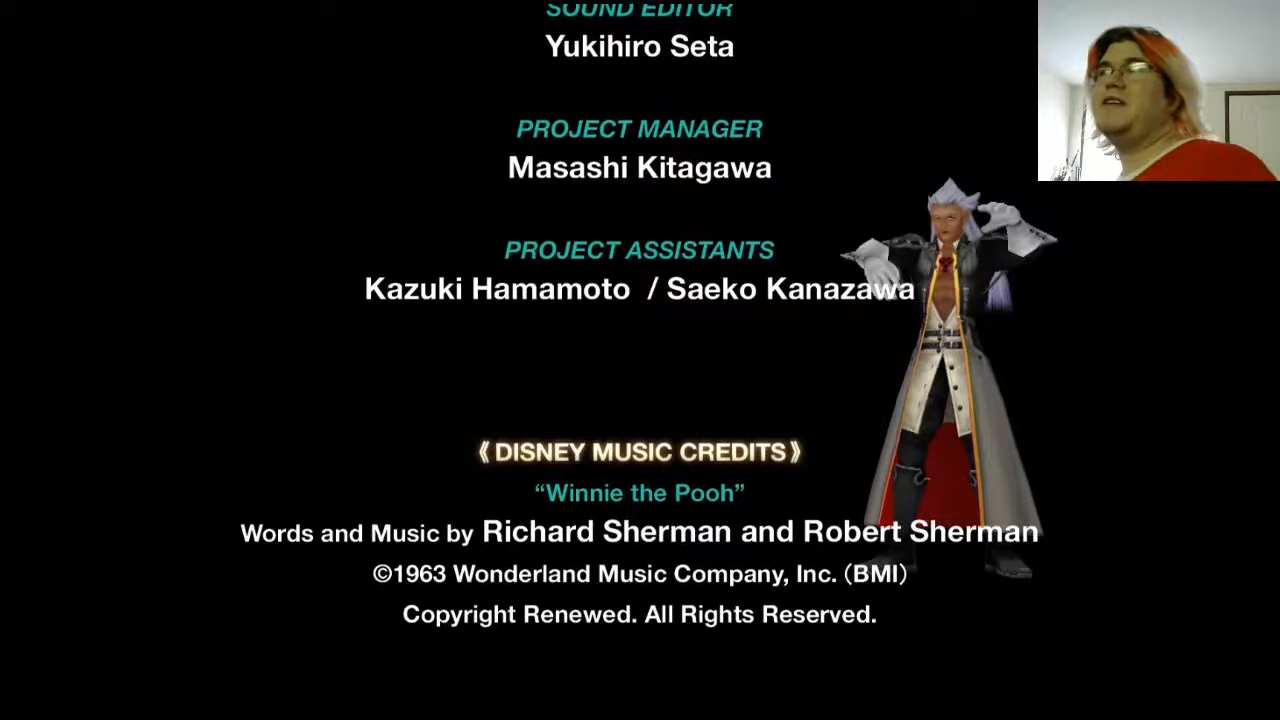 SOUND EDITOR
Yukihiro Seta
PROJECT MANAGER
Masashi Kitagawa
PROJECT ASSISTANTS
Kazuki Hamamoto / Saeko Kanazawa
《DISNEY MUSIC CREDITS》
“Winnie the Pooh”
Words and Music by Richard Sherman and Robert Sherman
©1963 Wonderland Music Company, Inc. (BMI)
Copyright Renewed. All Rights Reserved.